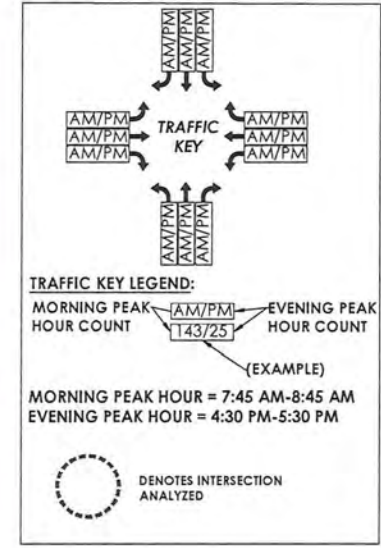 AM/PM AM/PM AM/PM
AM/PM
AM/PM
AM/PM
TRAFFIC
KEY
AM/PM
AM/PM
AM/PM
AM/PM AM/PM AM/PM
TRAFFIC KEY LEGEND:
MORNING PEAK AM/PM EVENING PEAK
HOUR COUNT 143/25 HOUR COUNT
(EXAMPLE)
MORNING PEAK HOUR = 7:45 AM-8:45 AM
EVENING PEAK HOUR = 4:30 PM-5:30 PM
DENOTES INTERSECTION
ANALYZED